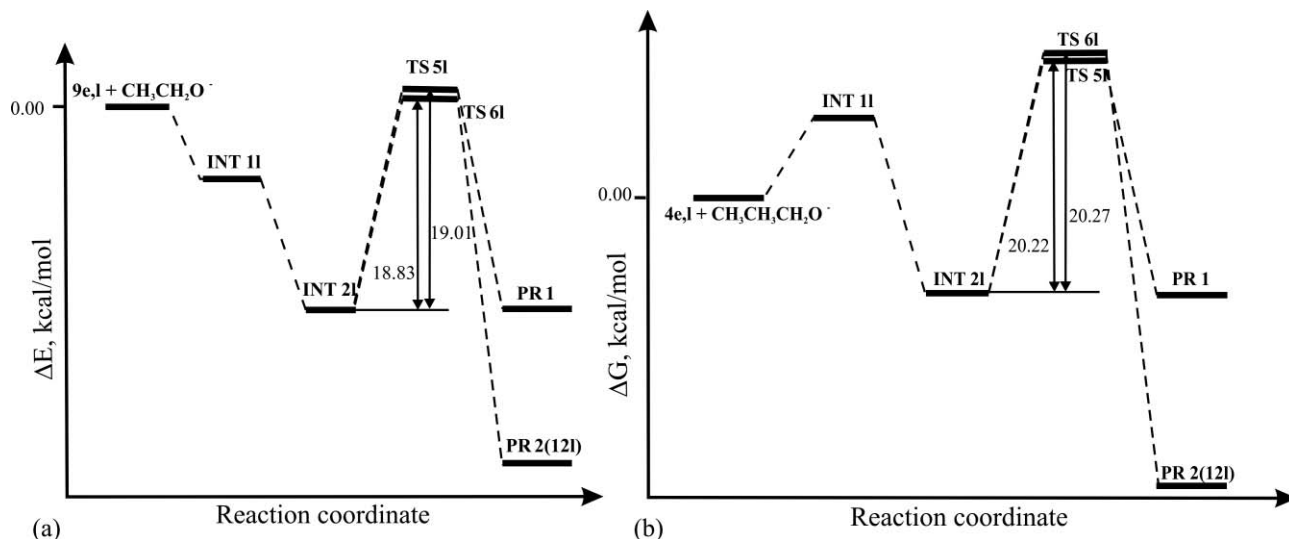 TS 5l
9e,l + CH₃CH₂O⁻
0.00
TS 6l
INT 1l
19.01
18.83
INT 2l
PR 1
PR 2(12l)
ΔE, kcal/mol
Reaction coordinate
(a)
TS 6l
TS 5l
INT 1l
0.00
4e,l + CH₃CH₃CH₂O⁻
20.27
20.22
INT 2l
PR 1
PR 2(12l)
ΔG, kcal/mol
Reaction coordinate
(b)